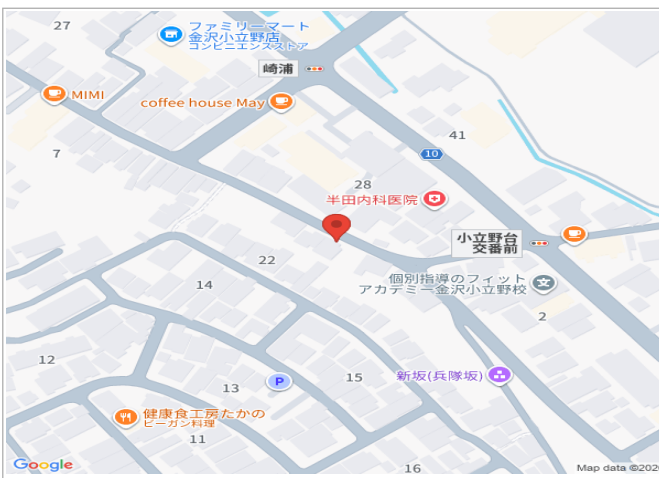 27
ファミリーマート
金沢小立野店
コンビニエンスストア
崎浦
MIMI
coffee house May
41
7
10
28
半田内科医院
小立野台
交番前
22
個別指導のフィット
アカデミー金沢小立野校
14
2
12
新坂(兵隊坂)
15
13
P
健康食工房たかの
ビーガン料理
11
16
Google
Map data ©202